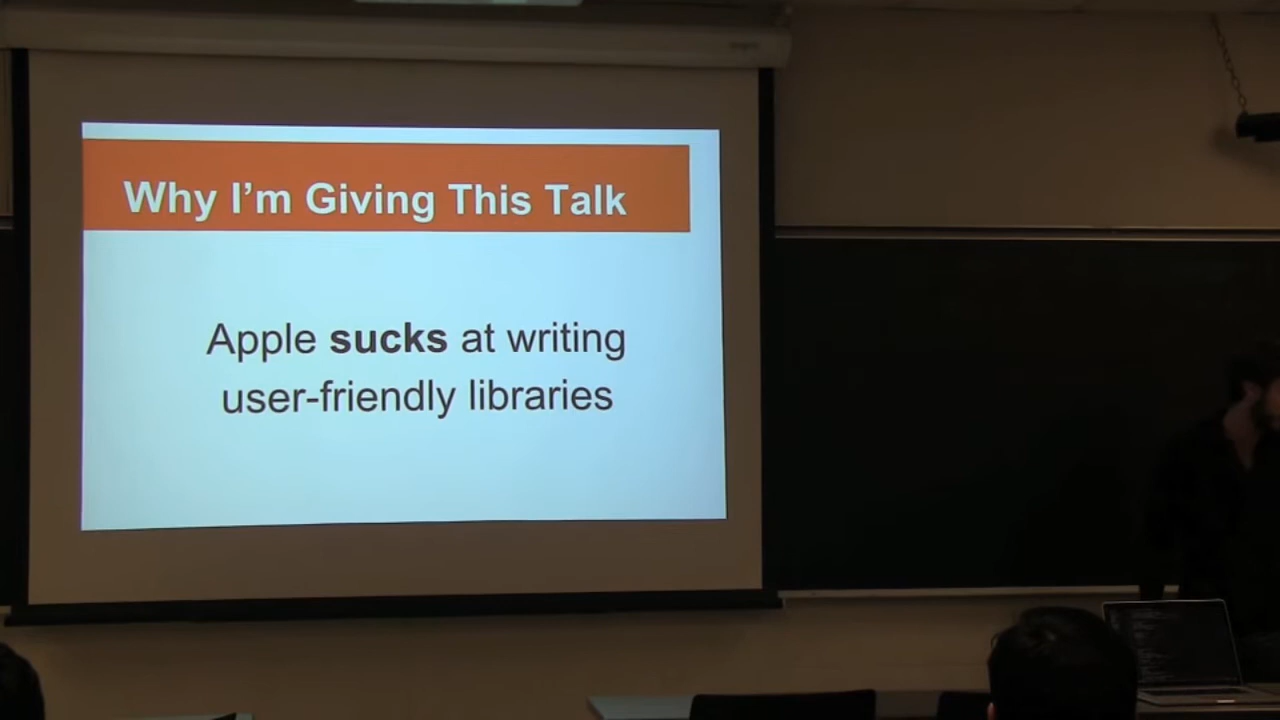 Why I'm Giving This Talk
Apple sucks at writing
user-friendly libraries